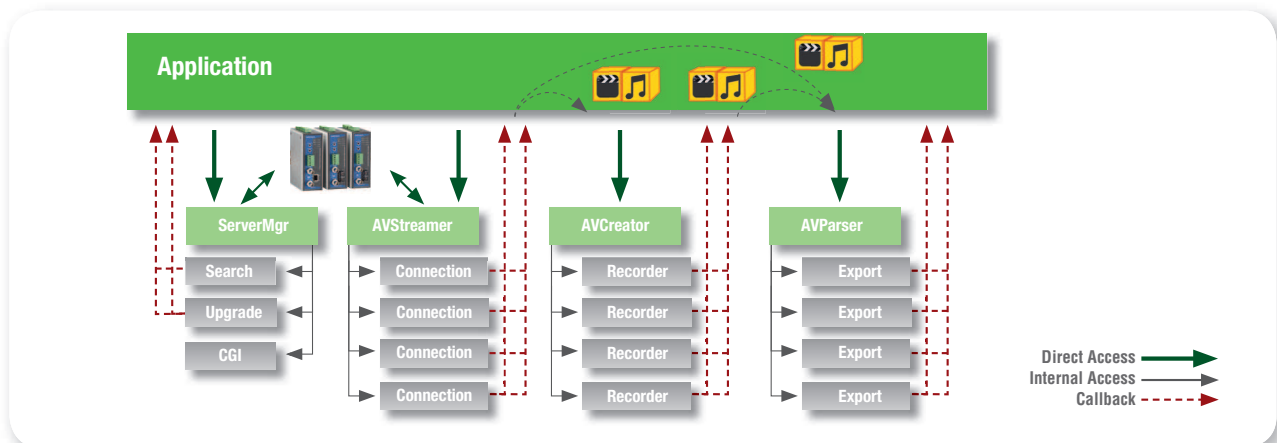 Application
ServerMgr
AVStreamer
AVCreator
AVParser
Search
Connection
Recorder
Export
Upgrade
Connection
Recorder
Export
CGI
Connection
Recorder
Export
Connection
Recorder
Export
Direct Access
Internal Access
Callback